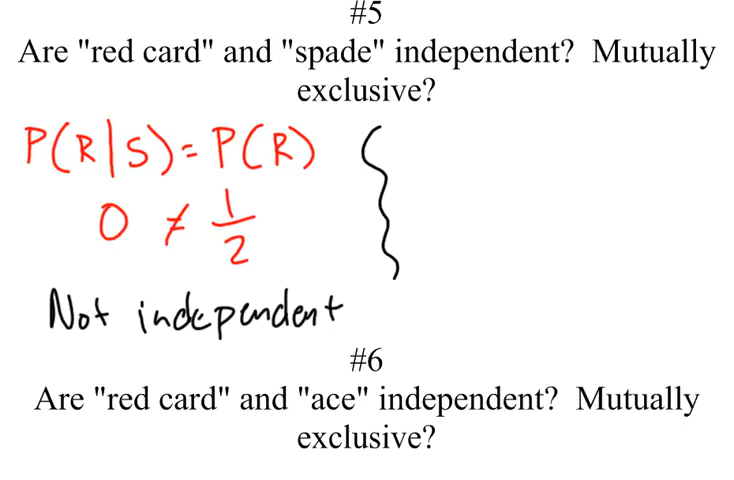 #5
Are "red card" and "spade" independent?  Mutually
exclusive?
P(R|S) = P(R)
0 ≠ 1/2
Not independent
#6
Are "red card" and "ace" independent?  Mutually
exclusive?